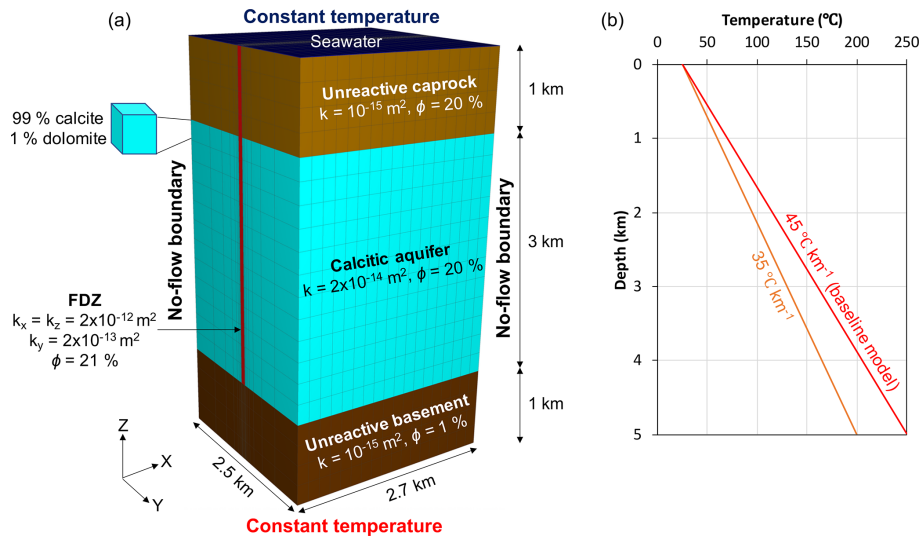 (a)
Constant temperature
Seawater
Unreactive caprock
k = 10⁻¹⁵ m², ϕ = 20 %
1 km
99 % calcite
1 % dolomite
No-flow boundary
No-flow boundary
Calcitic aquifer
k = 2x10⁻¹⁴ m², ϕ = 20 %
3 km
FDZ
kₓ = k_z = 2x10⁻¹² m²
k_y = 2x10⁻¹³ m²
ϕ = 21 %
Unreactive basement
k = 10⁻¹⁵ m², ϕ = 1 %
1 km
Z
X
Y
2.5 km
2.7 km
Constant temperature
(b)
Temperature (℃)
0 50 100 150 200 250
Depth (km)
0
1
2
3
4
5
45 ℃ km⁻¹ (baseline model)
35 ℃ km⁻¹